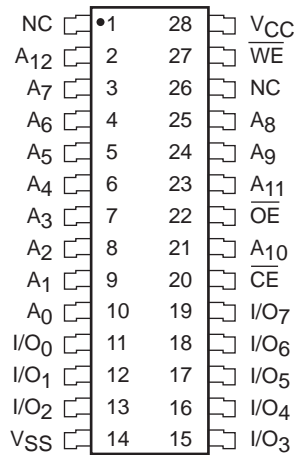 NC 1 28 VCC
A12 2 27 WE
A7 3 26 NC
A6 4 25 A8
A5 5 24 A9
A4 6 23 A11
A3 7 22 OE
A2 8 21 A10
A1 9 20 CE
A0 10 19 I/O7
I/O0 11 18 I/O6
I/O1 12 17 I/O5
I/O2 13 16 I/O4
VSS 14 15 I/O3